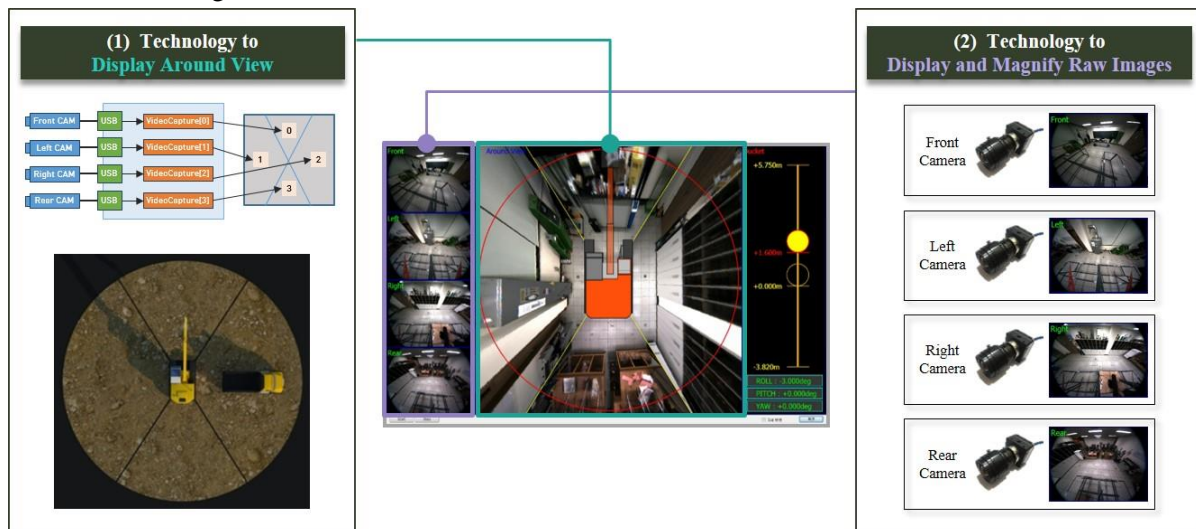 (1) Technology to
Display Around View
Front CAM
USB
VideoCapture[0]
Left CAM
USB
VideoCapture[1]
Right CAM
USB
VideoCapture[2]
Rear CAM
USB
VideoCapture[3]
0
1
2
3
Front
Left
Right
Rear
Around View
+5.750m
+1.600m
+0.000m
-3.820m
ROLL : -3.000deg
PITCH : +0.000deg
YAW : +0.000deg
(2) Technology to
Display and Magnify Raw Images
Front
Camera
Front
Left
Camera
Left
Right
Camera
Right
Rear
Camera
Rear